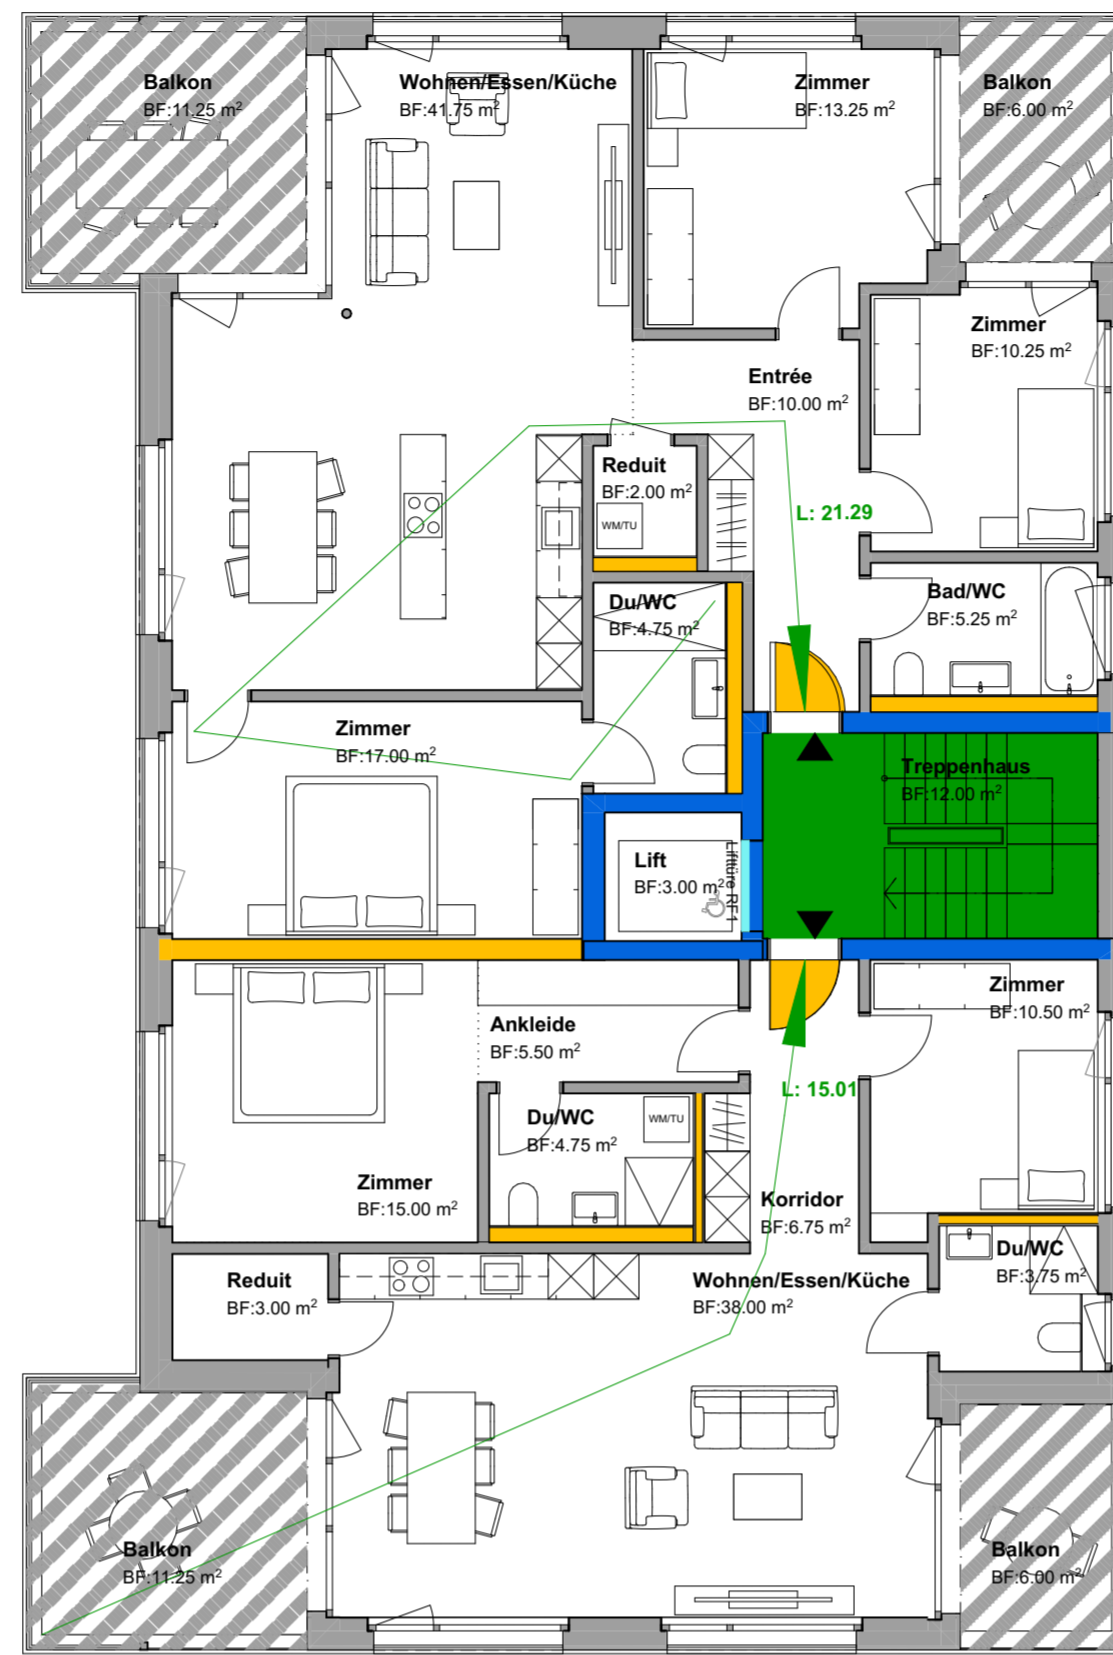 Balkon
BF:11.25 m²
Wohnen/Essen/Küche
BF:41.75 m²
Zimmer
BF:13.25 m²
Balkon
BF:6.00 m²
Zimmer
BF:10.25 m²
Entrée
BF:10.00 m²
Reduit
BF:2.00 m²
WM/TU
L: 21.29
Du/WC
BF:4.75 m²
Bad/WC
BF:5.25 m²
Zimmer
BF:17.00 m²
Treppenhaus
BF:12.00 m²
Lift
BF:3.00 m²
Lifttüre RF1
Zimmer
BF:10.50 m²
Ankleide
BF:5.50 m²
L: 15.01
Du/WC
BF:4.75 m²
WM/TU
Zimmer
BF:15.00 m²
Korridor
BF:6.75 m²
Du/WC
BF:3.75 m²
Reduit
BF:3.00 m²
Wohnen/Essen/Küche
BF:38.00 m²
Balkon
BF:11.25 m²
Balkon
BF:6.00 m²